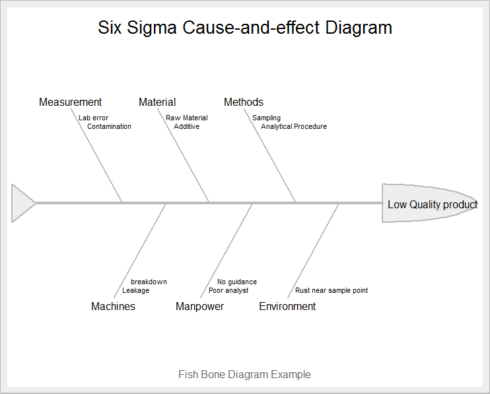 Six Sigma Cause-and-effect Diagram
Measurement
Material
Methods
Lab error
Contamination
Raw Material
Additive
Sampling
Analytical Procedure
Low Quality product
breakdown
Leakage
No guidance
Poor analyst
Rust near sample point
Machines
Manpower
Environment
Fish Bone Diagram Example